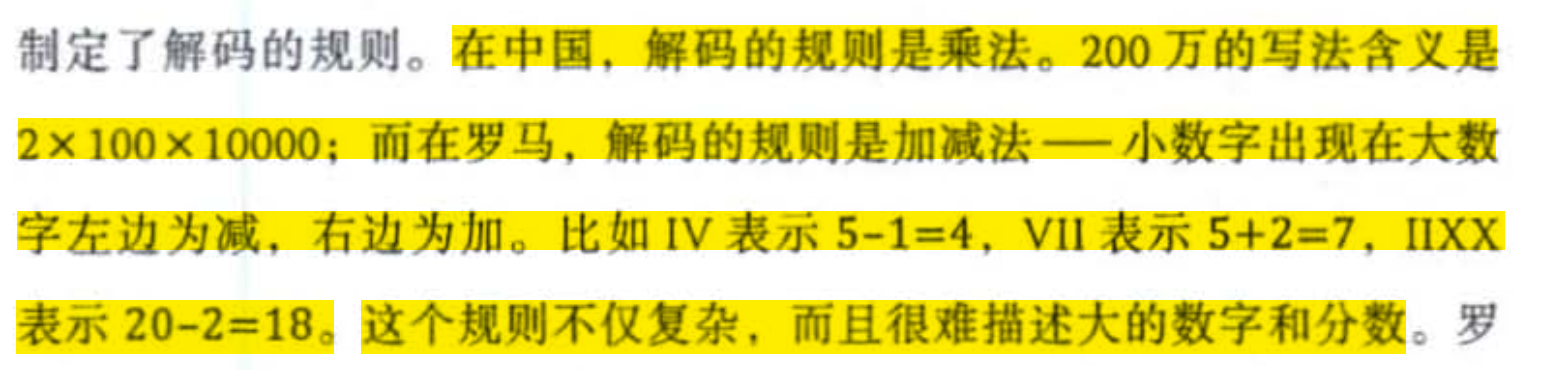 制定了解码的规则。在中国，解码的规则是乘法。200 万的写法含义是
2×100×10000；而在罗马，解码的规则是加减法——小数字出现在大数
字左边为减，右边为加。比如 IV 表示 5-1=4，VII 表示 5+2=7，IIXX
表示 20-2=18。这个规则不仅复杂，而且很难描述大的数字和分数。罗